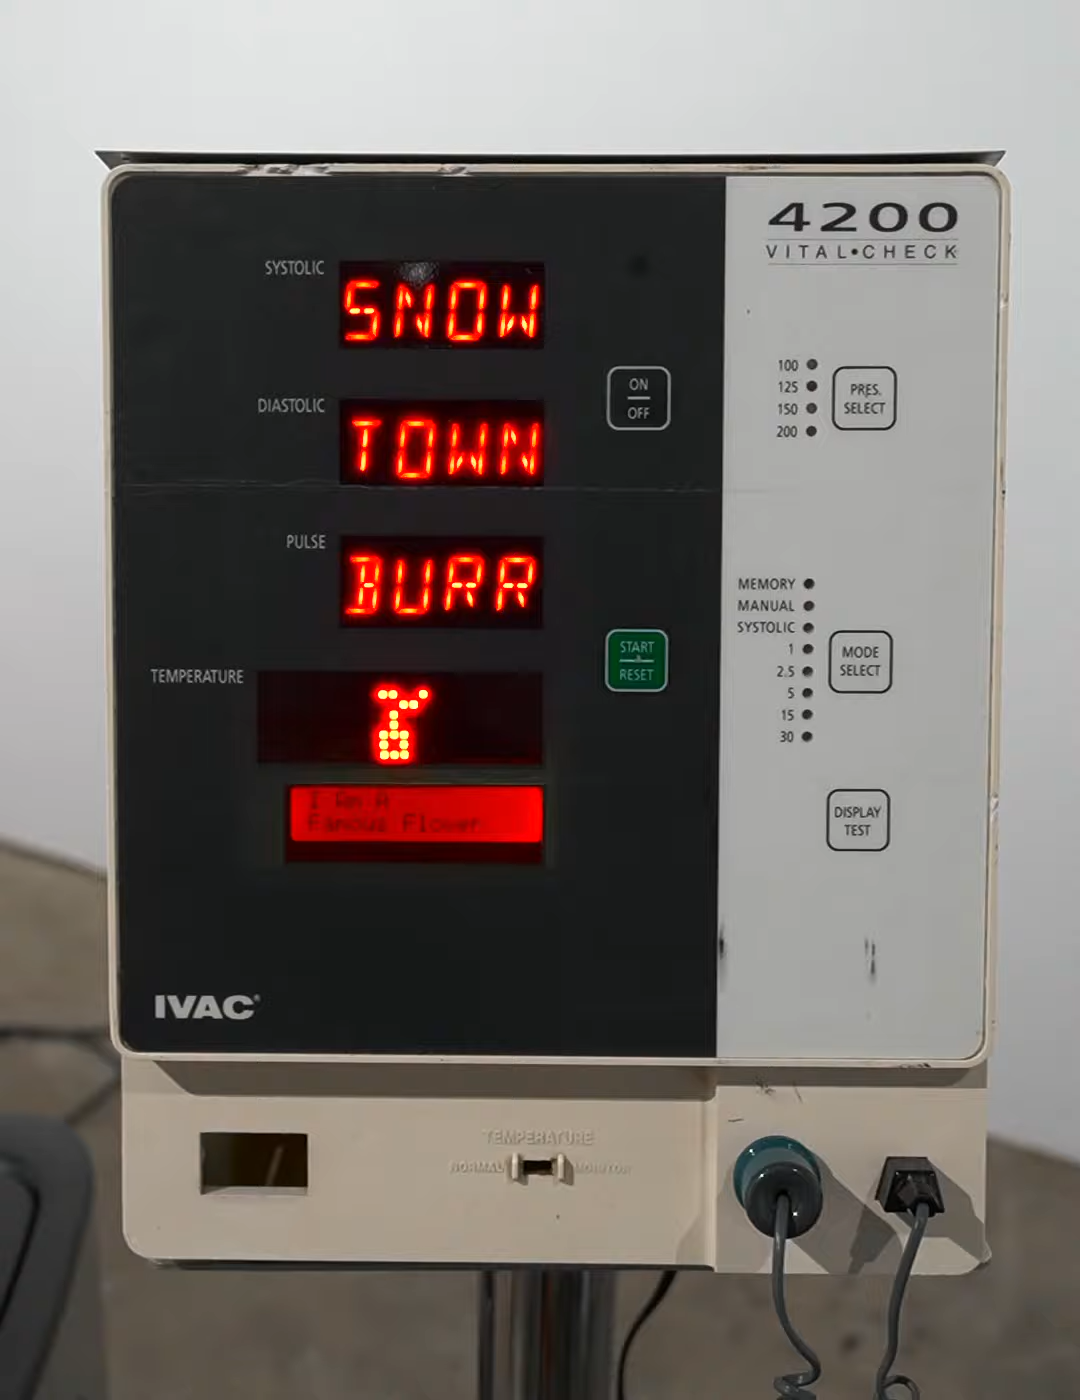 4200
VITAL•CHECK
SYSTOLIC
SNOW
DIASTOLIC
TOWN
PULSE
BURR
TEMPERATURE
I Am A
Famous Flower
ON
OFF
START
RESET
100
125
150
200
PRES.
SELECT
MEMORY
MANUAL
SYSTOLIC
1
2.5
5
15
30
MODE
SELECT
DISPLAY
TEST
IVAC®
TEMPERATURE
NORMAL MONITOR